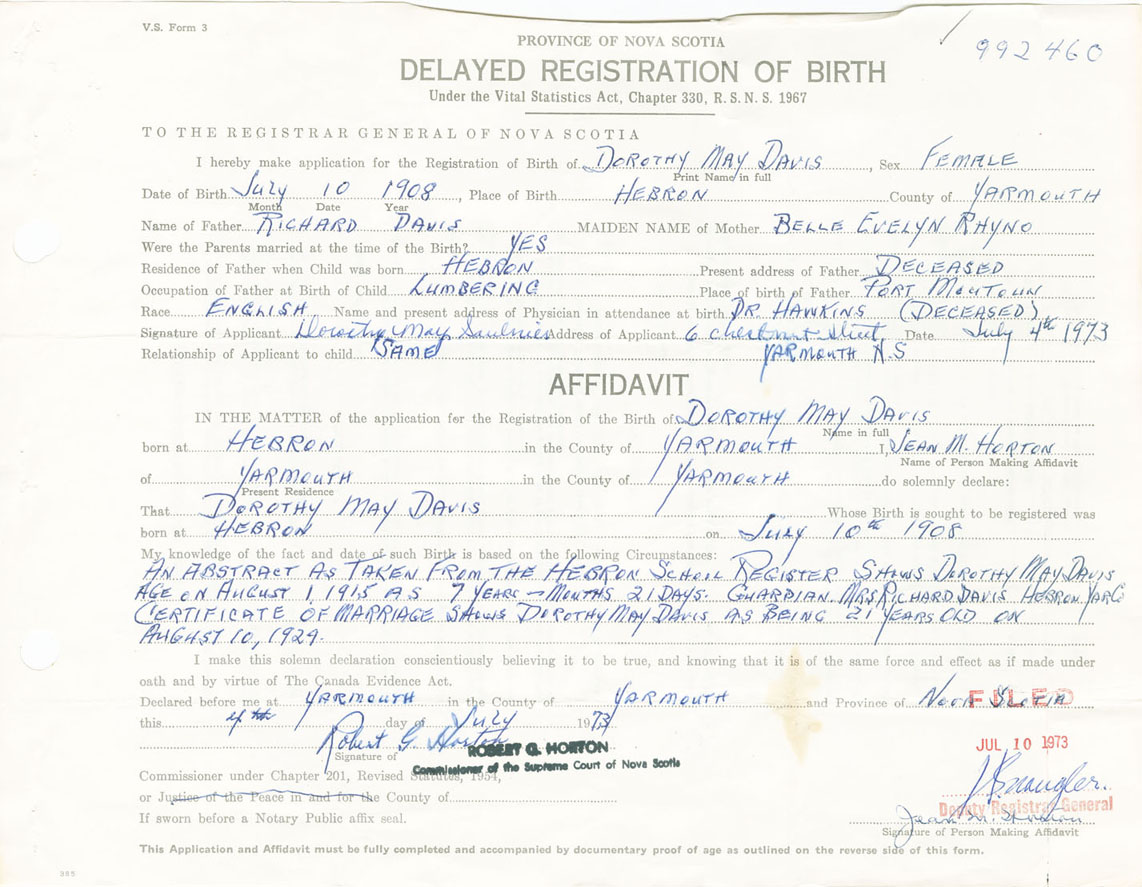 V.S. Form 3
992460
PROVINCE OF NOVA SCOTIA
DELAYED REGISTRATION OF BIRTH
Under the Vital Statistics Act, Chapter 330, R. S. N. S. 1967
TO THE REGISTRAR GENERAL OF NOVA SCOTIA
I hereby make application for the Registration of Birth of DOROTHY MAY DAVIS, Sex FEMALE
Print Name in full
Date of Birth July 10 1908, Place of Birth HEBRON County of YARMOUTH
Month Date Year
Name of Father RICHARD DAVIS MAIDEN NAME of Mother BELLE EVELYN RHYNO
Were the Parents married at the time of the Birth? YES
Residence of Father when Child was born HEBRON Present address of Father DECEASED
Occupation of Father at Birth of Child LUMBERING Place of birth of Father PORT MOUTOUN
Race ENGLISH Name and present address of Physician in attendance at birth DR. HAWKINS (DECEASED)
Signature of Applicant Dorothy May Saulnier Address of Applicant 6 Chestnut Street, Date July 4th 1973
Relationship of Applicant to child SAME YARMOUTH N.S
AFFIDAVIT
IN THE MATTER of the application for the Registration of the Birth of DOROTHY MAY DAVIS
Name in full
born at HEBRON in the County of YARMOUTH I, JEAN M. HORTON
Name of Person Making Affidavit
of YARMOUTH in the County of YARMOUTH do solemnly declare:
Present Residence
That DOROTHY MAY DAVIS Whose Birth is sought to be registered was
born at HEBRON on July 10th 1908
My knowledge of the fact and date of such Birth is based on the following Circumstances:
AN ABSTRACT AS TAKEN FROM THE HEBRON SCHOOL REGISTER SHOWS DOROTHY MAY DAVIS
AGE ON AUGUST 1, 1915 AS 7 YEARS - MONTHS 21 DAYS. GUARDIAN MRS RICHARD DAVIS HEBRON YAR CO
CERTIFICATE OF MARRIAGE SHOWS DOROTHY MAY DAVIS AS BEING 21 YEARS OLD ON
AUGUST 10, 1929.
I make this solemn declaration conscientiously believing it to be true, and knowing that it is of the same force and effect as if made under
oath and by virtue of The Canada Evidence Act.
Declared before me at YARMOUTH in the County of YARMOUTH and Province of NOVA SCOTIA
FILED
this 4th day of July 1973
JUL 10 1973
Robert G. Horton
ROBERT G. HORTON
Signature of
Commissioner of the Supreme Court of Nova Scotia
Commissioner under Chapter 201, Revised Statutes, 1954,
or Justice of the Peace in and for the County of
Deputy Registrar General
Jean M. Horton
If sworn before a Notary Public affix seal.
Signature of Person Making Affidavit
This Application and Affidavit must be fully completed and accompanied by documentary proof of age as outlined on the reverse side of this form.
385